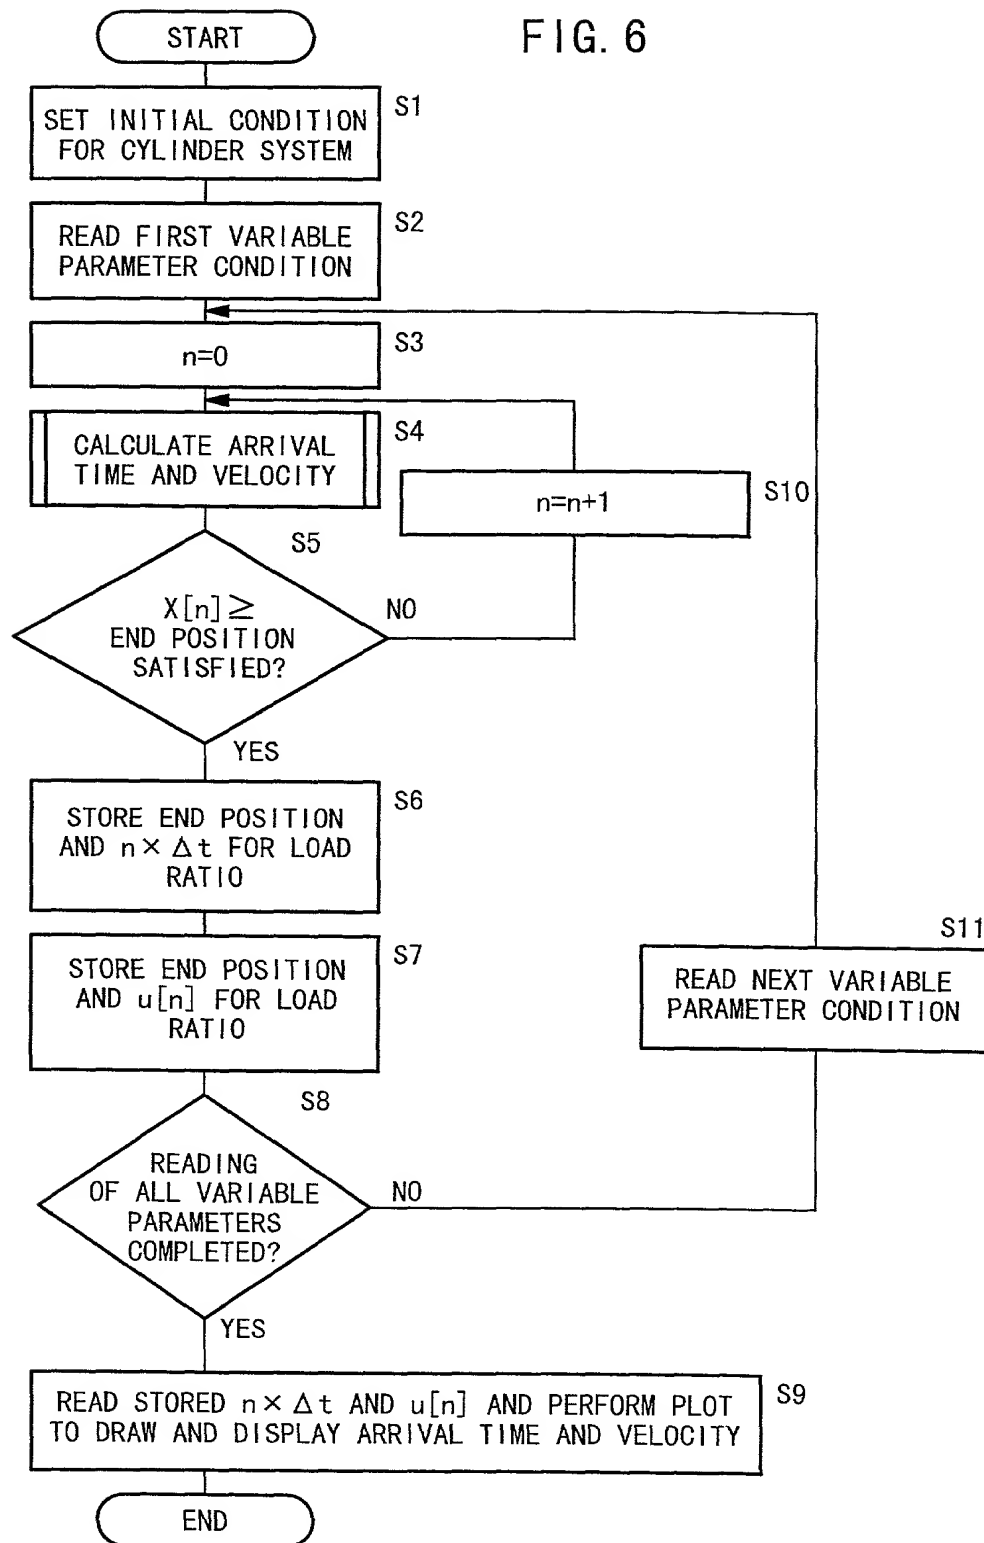 FIG. 6
START
SET INITIAL CONDITION
FOR CYLINDER SYSTEM
S1
READ FIRST VARIABLE
PARAMETER CONDITION
S2
n=0
S3
CALCULATE ARRIVAL
TIME AND VELOCITY
S4
n=n+1
S10
S5
X[n] ≧
END POSITION
SATISFIED?
NO
YES
STORE END POSITION
AND n× Δt FOR LOAD
RATIO
S6
STORE END POSITION
AND u[n] FOR LOAD
RATIO
S7
S11
READ NEXT VARIABLE
PARAMETER CONDITION
S8
READING
OF ALL VARIABLE
PARAMETERS
COMPLETED?
NO
YES
READ STORED n× Δt AND u[n] AND PERFORM PLOT
TO DRAW AND DISPLAY ARRIVAL TIME AND VELOCITY
S9
END